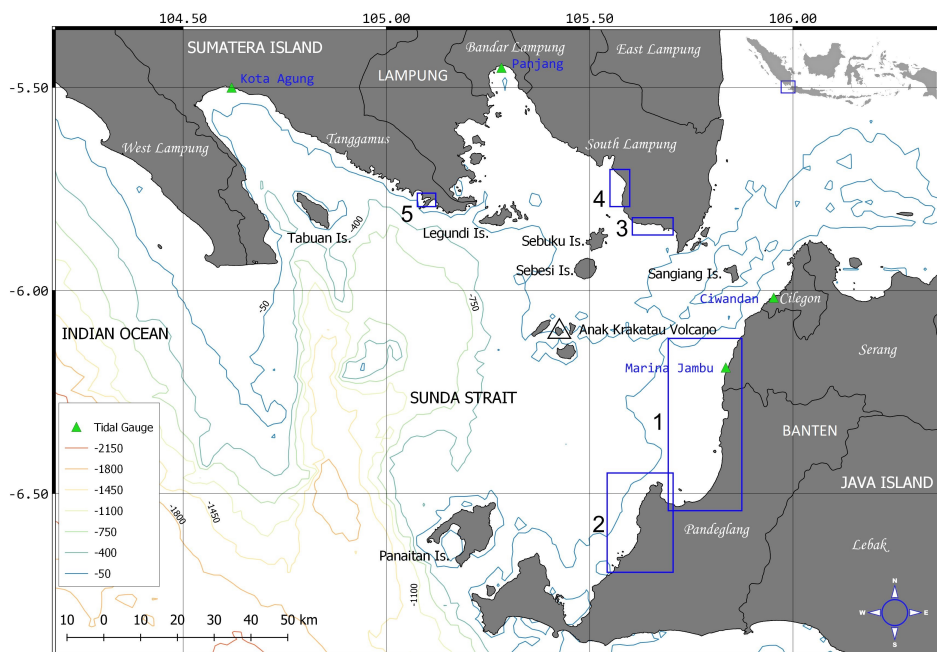 104.50
105.00
105.50
106.00
SUMATERA ISLAND
Bandar Lampung
East Lampung
Panjang
LAMPUNG
Kota Agung
-5.50
Tanggamus
West Lampung
South Lampung
4
5
-400
3
Tabuan Is.
Legundi Is.
Sebuku Is.
Sebesi Is.
Sangiang Is.
-6.00
-50
-750
Ciwandan
Cilegon
INDIAN OCEAN
Anak Krakatau Volcano
Serang
Marina Jambu
SUNDA STRAIT
1
BANTEN
Tidal Gauge
-2150
-1800
-1450
-1100
-750
-400
-50
JAVA ISLAND
-6.50
-1800
-1450
2
Pandeglang
Lebak
Panaitan Is.
-1100
N
W
E
S
10 0 10 20 30 40 50 km